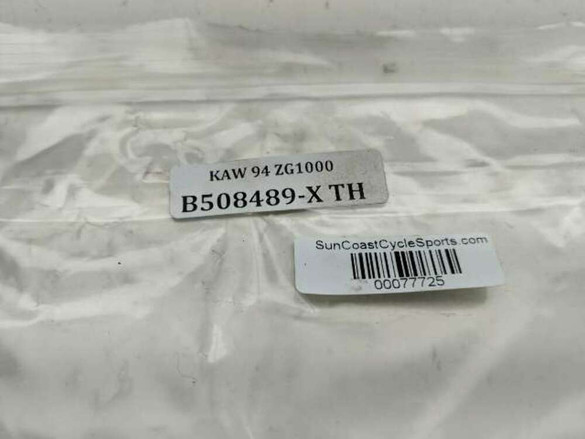 KAW 94 ZG1000
B508489-X TH
SunCoastCycleSports.com
00077725